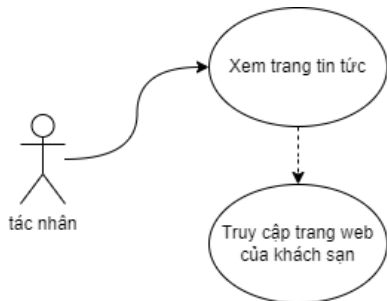 Xem trang tin tức
tác nhân
Truy cập trang web
của khách sạn